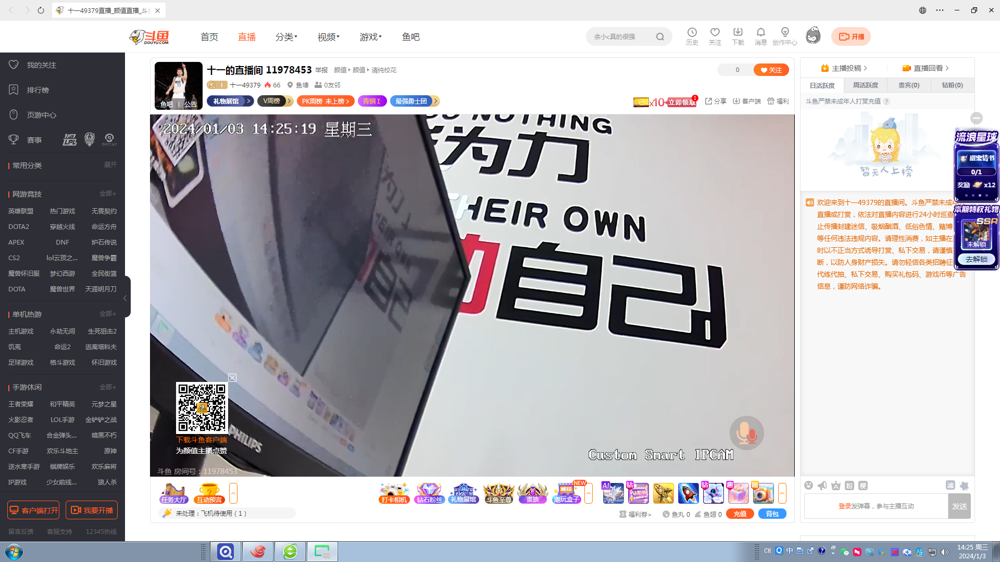 十一49379直播_颜值直播_斗
斗鱼
DOUYU.COM
首页
直播
分类
视频
游戏
鱼吧
余小c真的很强
历史
关注
下载
消息
创作中心
开播
我的关注
排行榜
页游中心
赛事
LPL
DOTA2
常用分类
展开
网游竞技
全部+
英雄联盟 热门游戏 无畏契约
DOTA2 穿越火线 命运方舟
APEX DNF 炉石传说
CS2 lol云顶之... 魔兽争霸
魔兽怀旧服 梦幻西游 全民街篮
DOTA 魔兽世界 天涯明月刀
单机热游
全部+
主机游戏 永劫无间 生死狙击2
饥荒 命运2 逃离塔科夫
足球游戏 格斗游戏 怀旧游戏
手游休闲
全部+
王者荣耀 和平精英 元梦之星
火影忍者 LOL手游 金铲铲之战
QQ飞车 合金弹头... 暗黑不朽
CF手游 欢乐斗地主 原神
逆水寒手游 棋牌娱乐 欢乐麻将
IP游戏 少女前线... 狼人杀
客户端打开
我要开播
留言反馈 客服支持 12345热线
鱼吧 | 公告
十一的直播间 11978453 举报 颜值 颜值 清纯校花
1 十一49379 66 鱼塘 0友邻
礼物展馆 >
V周榜 >
PK周榜 未上榜 >
青铜 I
最强勇士团 >
0
关注
x10
立即领取
1
分享
客户端
福利
2024/01/03 14:25:19 星期三
DO NOTHING
为力
THEIR OWN
自己
PHILIPS
下载斗鱼客户端
为颜值主播点赞
斗鱼 房间号：11978453
Custom Smart IPCAM
任务大厅
互动预言
打卡相机
钻石粉丝
礼物展馆
斗鱼至尊
贵族
NEW
潮玩
潮玩盒子
AI
钻
钻
趣
随
未处理：飞机待使用（1）
福利券>
鱼丸 0
鱼翅 0
充值
背包
主播投稿 >
直播回看 >
日活跃度
周活跃度
贵宾(0)
钻粉(0)
斗鱼严禁未成年人打赏充值 ?
暂无人上榜
流浪星球
甜蜜情书
0/1
奖励 x12
本期特权礼物
SSR
未解锁
去解锁
欢迎来到十一49379的直播间。斗鱼严禁未成
直播或打赏，依法对直播内容进行24小时巡查
止传播封建迷信、吸烟酗酒、低俗色情、赌博
等任何违法违规内容。请理性消费，如主播在
时以不正当方式诱导打赏、私下交易，请谨慎
断，以防人身财产损失。请勿轻信各类招聘征
代练代抽、私下交易、购买礼包码、游戏币等广告
信息，谨防网络诈骗。
粉
梗
滤
登录发弹幕，参与主播互动
发送
CH
中
14:25 周三
2024/1/3